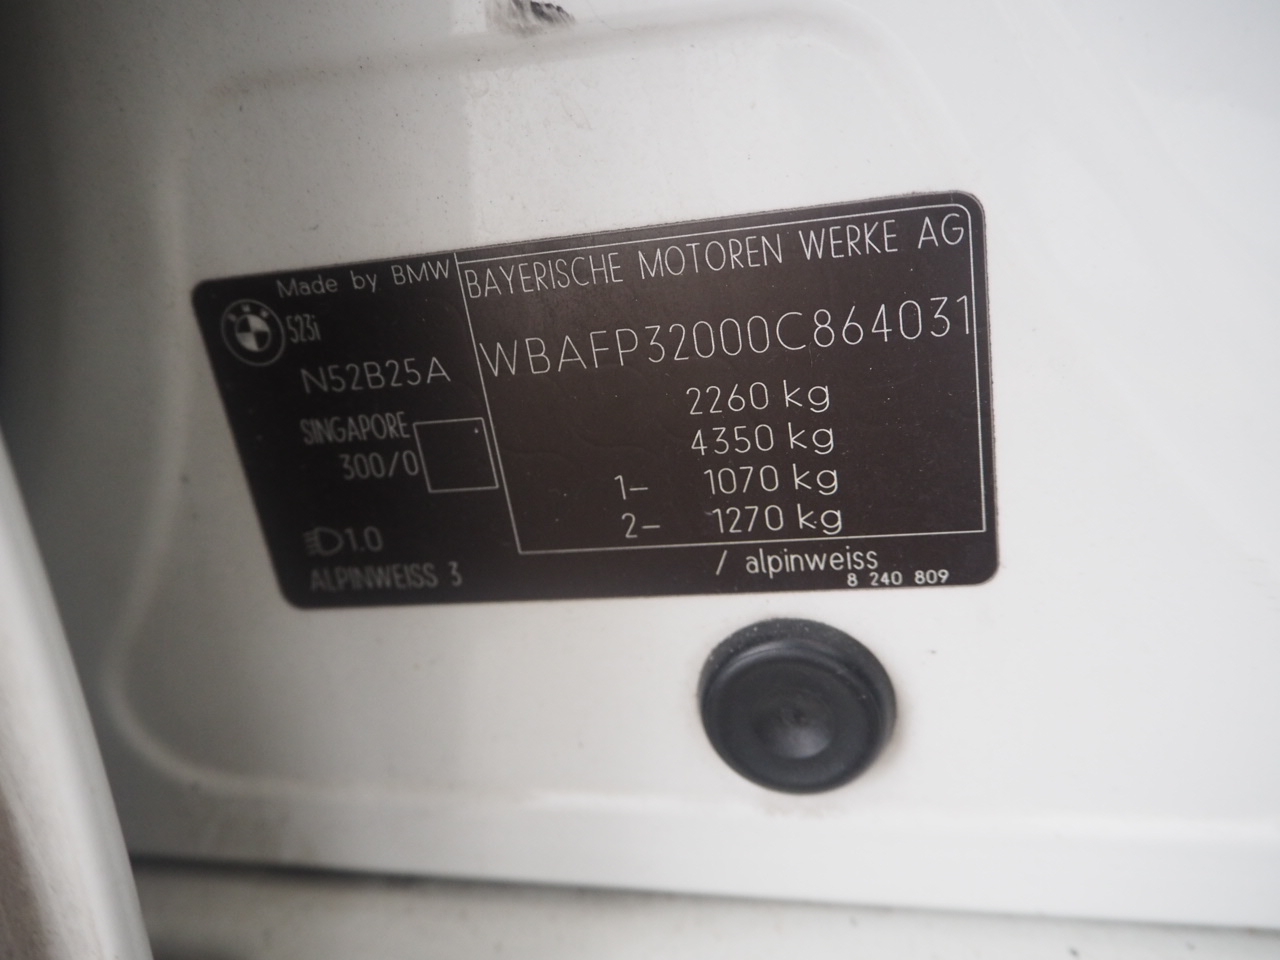 Made by BMW
BMW
523i
N52B25A
SINGAPORE
300/0
1.0
ALPINWEISS 3
BAYERISCHE MOTOREN WERKE AG
WBAFP32000C864031
2260 kg
4350 kg
1- 1070 kg
2- 1270 kg
/ alpinweiss
8 240 809